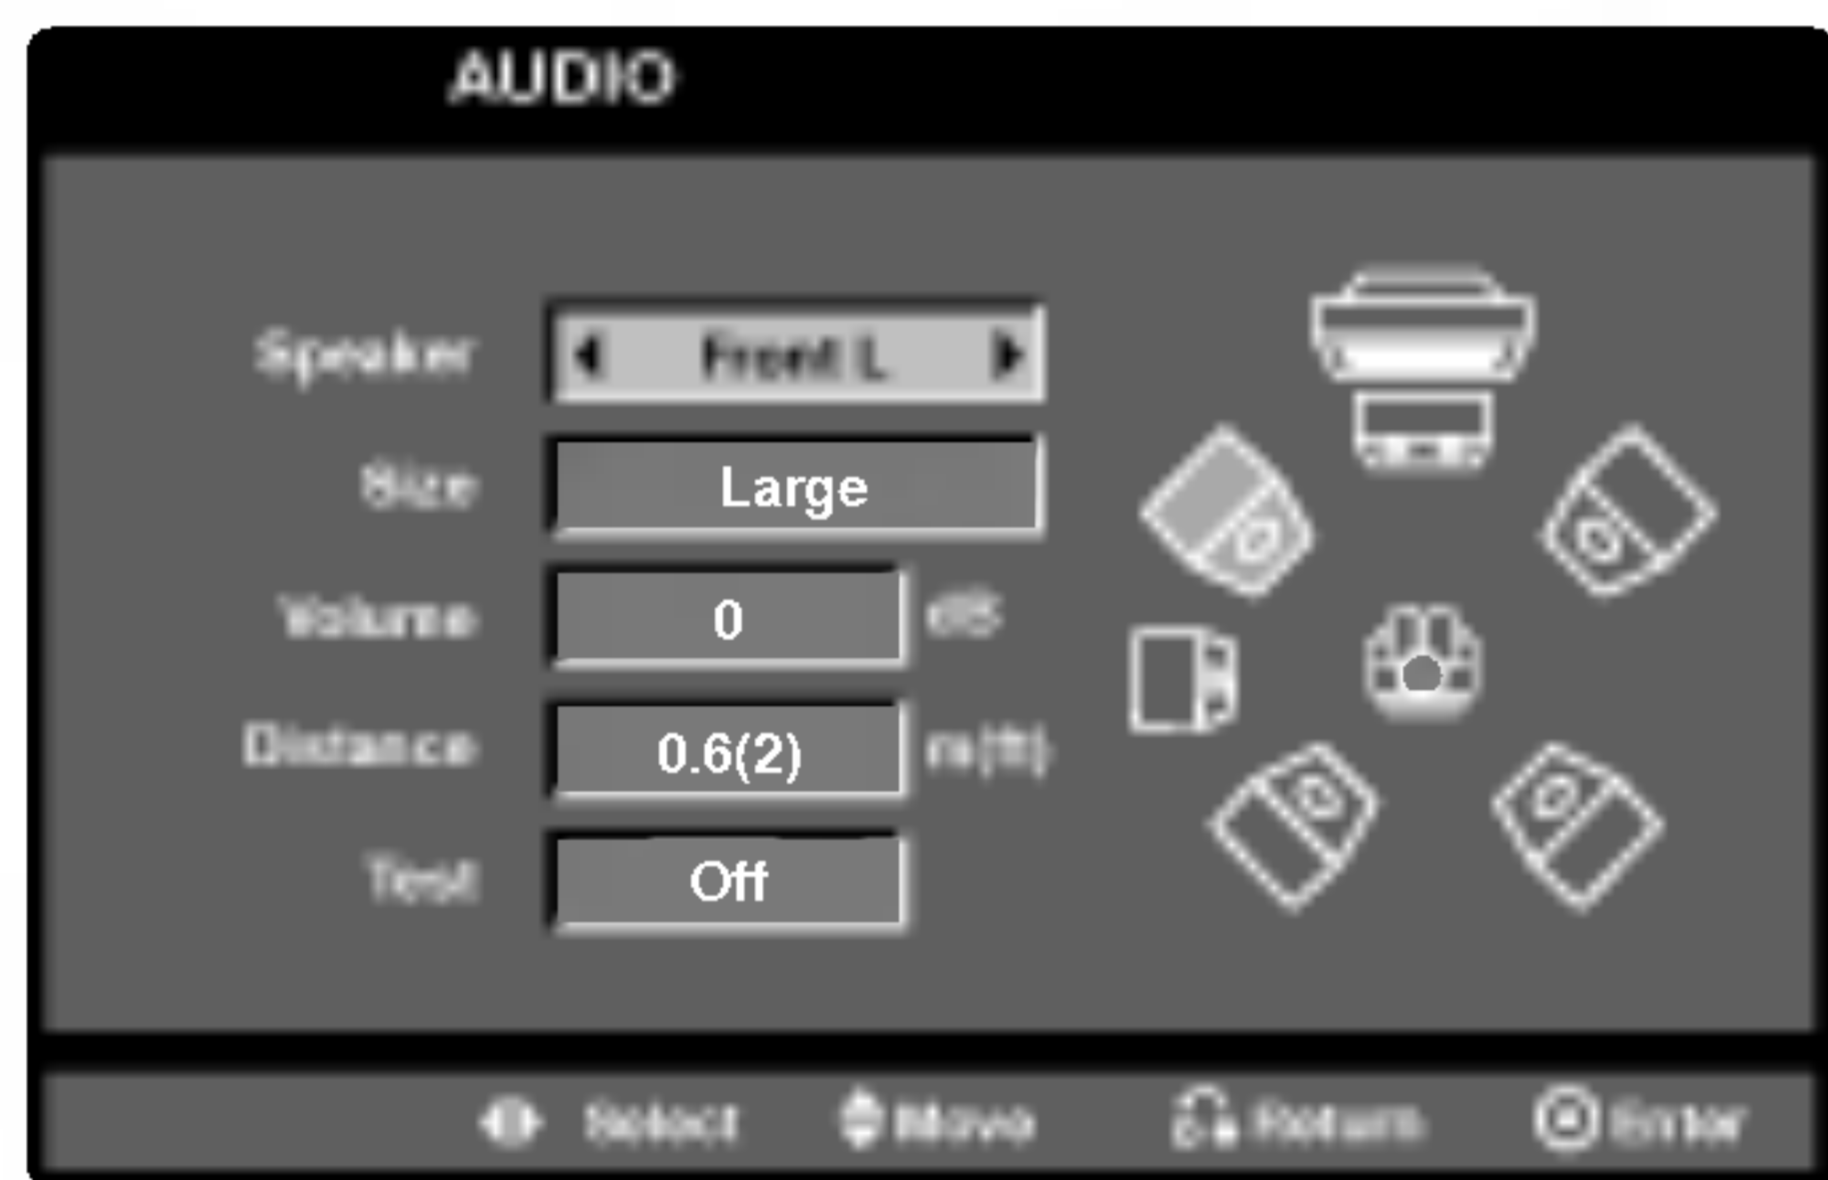 AUDIO
Speaker Front L
Size Large
Volume 0 dB
Distance 0.6(2) m(ft)
Test Off
Select Move Return Enter